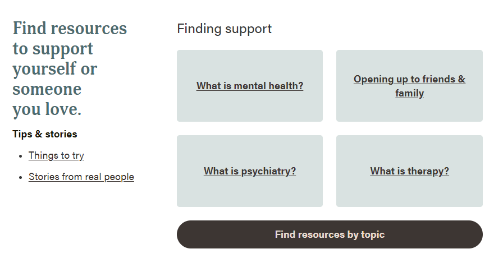 Find resources
to support
yourself or
someone
you love.
Tips & stories
Things to try
Stories from real people
Finding support
What is mental health?
Opening up to friends &
family
What is psychiatry?
What is therapy?
Find resources by topic